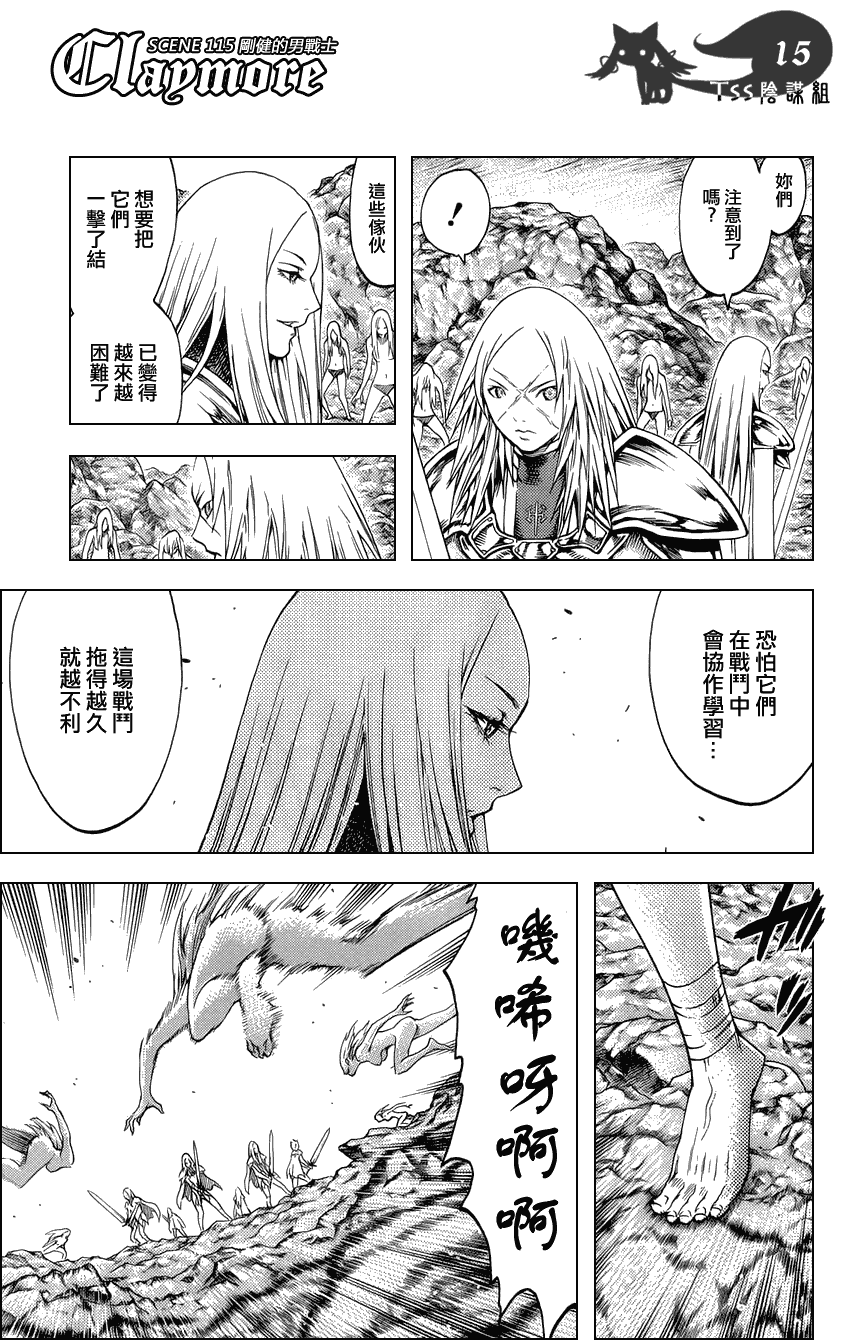 SCENE 115 剛健的男戰士
Claymore
15
Tss陰謀組
妳們
注意到了
嗎？
！
這些傢伙
想要把
它們
一擊了結
已變得
越來越
困難了
恐怕它們
在戰鬥中
會協作學習…
這場戰鬥
拖得越久
就越不利
嘰唏呀啊啊